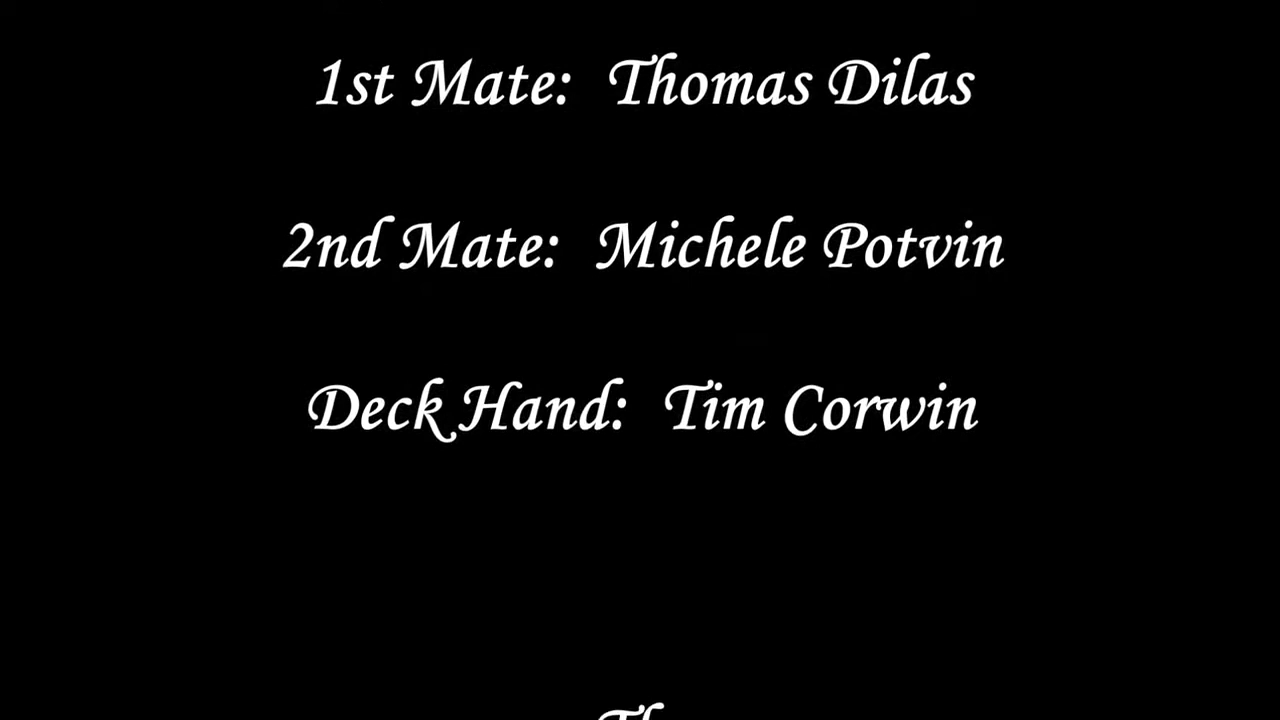 1st Mate:  Thomas Dilas
2nd Mate:  Michele Potvin
Deck Hand:  Tim Corwin